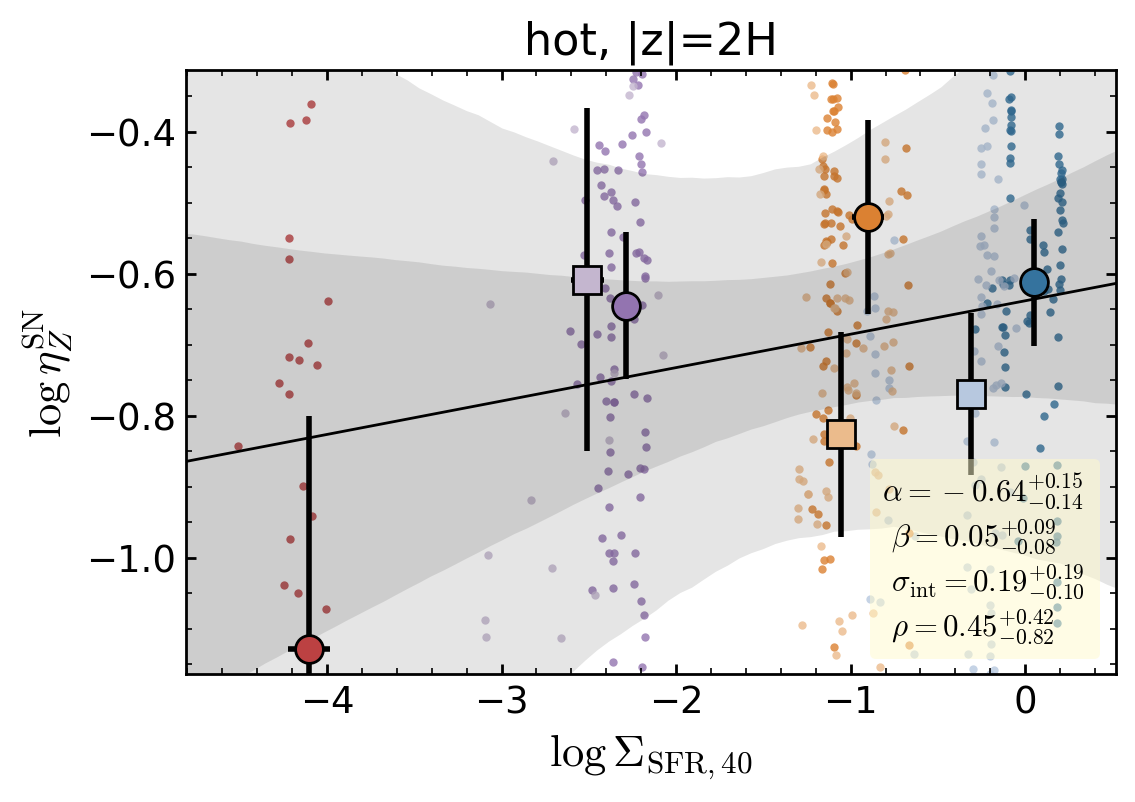 hot, |z|=2H
log η_Z^SN
−0.4
−0.6
−0.8
−1.0
α = −0.64^{+0.15}_{−0.14}
β = 0.05^{+0.09}_{−0.08}
σ_int = 0.19^{+0.19}_{−0.10}
ρ = 0.45^{+0.42}_{−0.82}
−4 −3 −2 −1 0
log Σ_{SFR, 40}